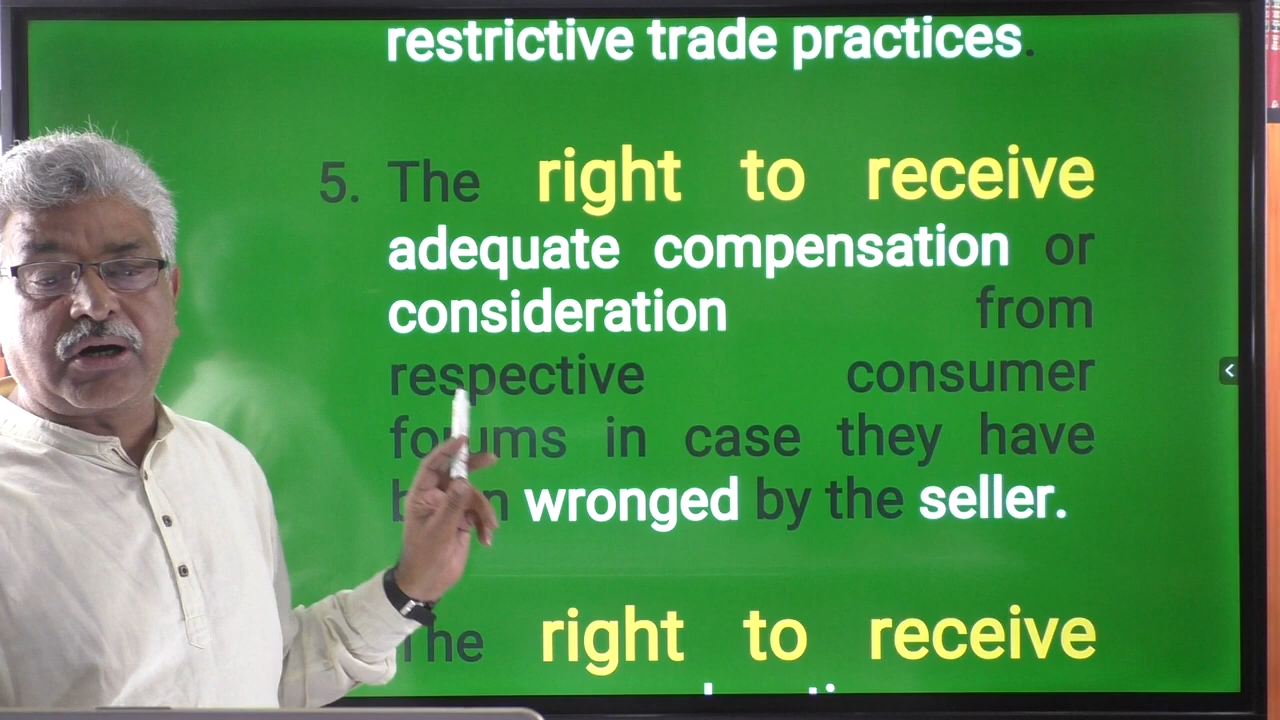 restrictive trade practices.
5. The right to receive
adequate compensation or
consideration from
respective consumer
forums in case they have
been wronged by the seller.
The right to receive